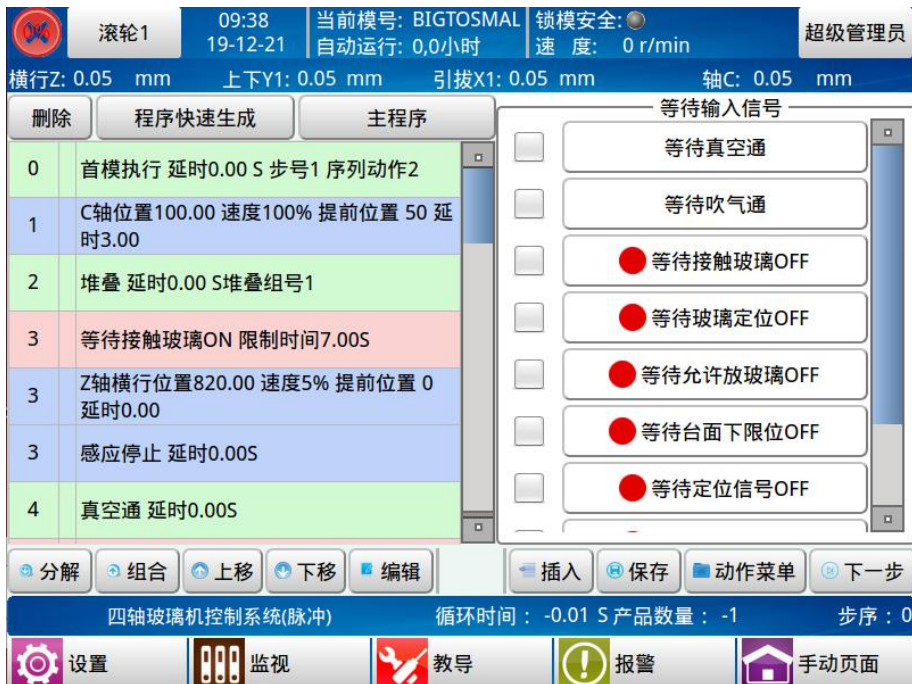 滚轮1
09:38
19-12-21
当前模号: BIGTOSMAL
自动运行: 0,0小时
锁模安全:
速 度: 0 r/min
超级管理员
横行Z: 0.05 mm 上下Y1: 0.05 mm 引拔X1: 0.05 mm 轴C: 0.05 mm
删除 程序快速生成 主程序
0 首模执行 延时0.00 S 步号1 序列动作2
1 C轴位置100.00 速度100% 提前位置 50 延
时3.00
2 堆叠 延时0.00 S堆叠组号1
3 等待接触玻璃ON 限制时间7.00S
3 Z轴横行位置820.00 速度5% 提前位置 0
延时0.00
3 感应停止 延时0.00S
4 真空通 延时0.00S
等待输入信号
等待真空通
等待吹气通
等待接触玻璃OFF
等待玻璃定位OFF
等待允许放玻璃OFF
等待台面下限位OFF
等待定位信号OFF
分解 组合 上移 下移 编辑 插入 保存 动作菜单 下一步
四轴玻璃机控制系统(脉冲) 循环时间： -0.01 S 产品数量： -1 步序：0
设置 监视 教导 报警 手动页面